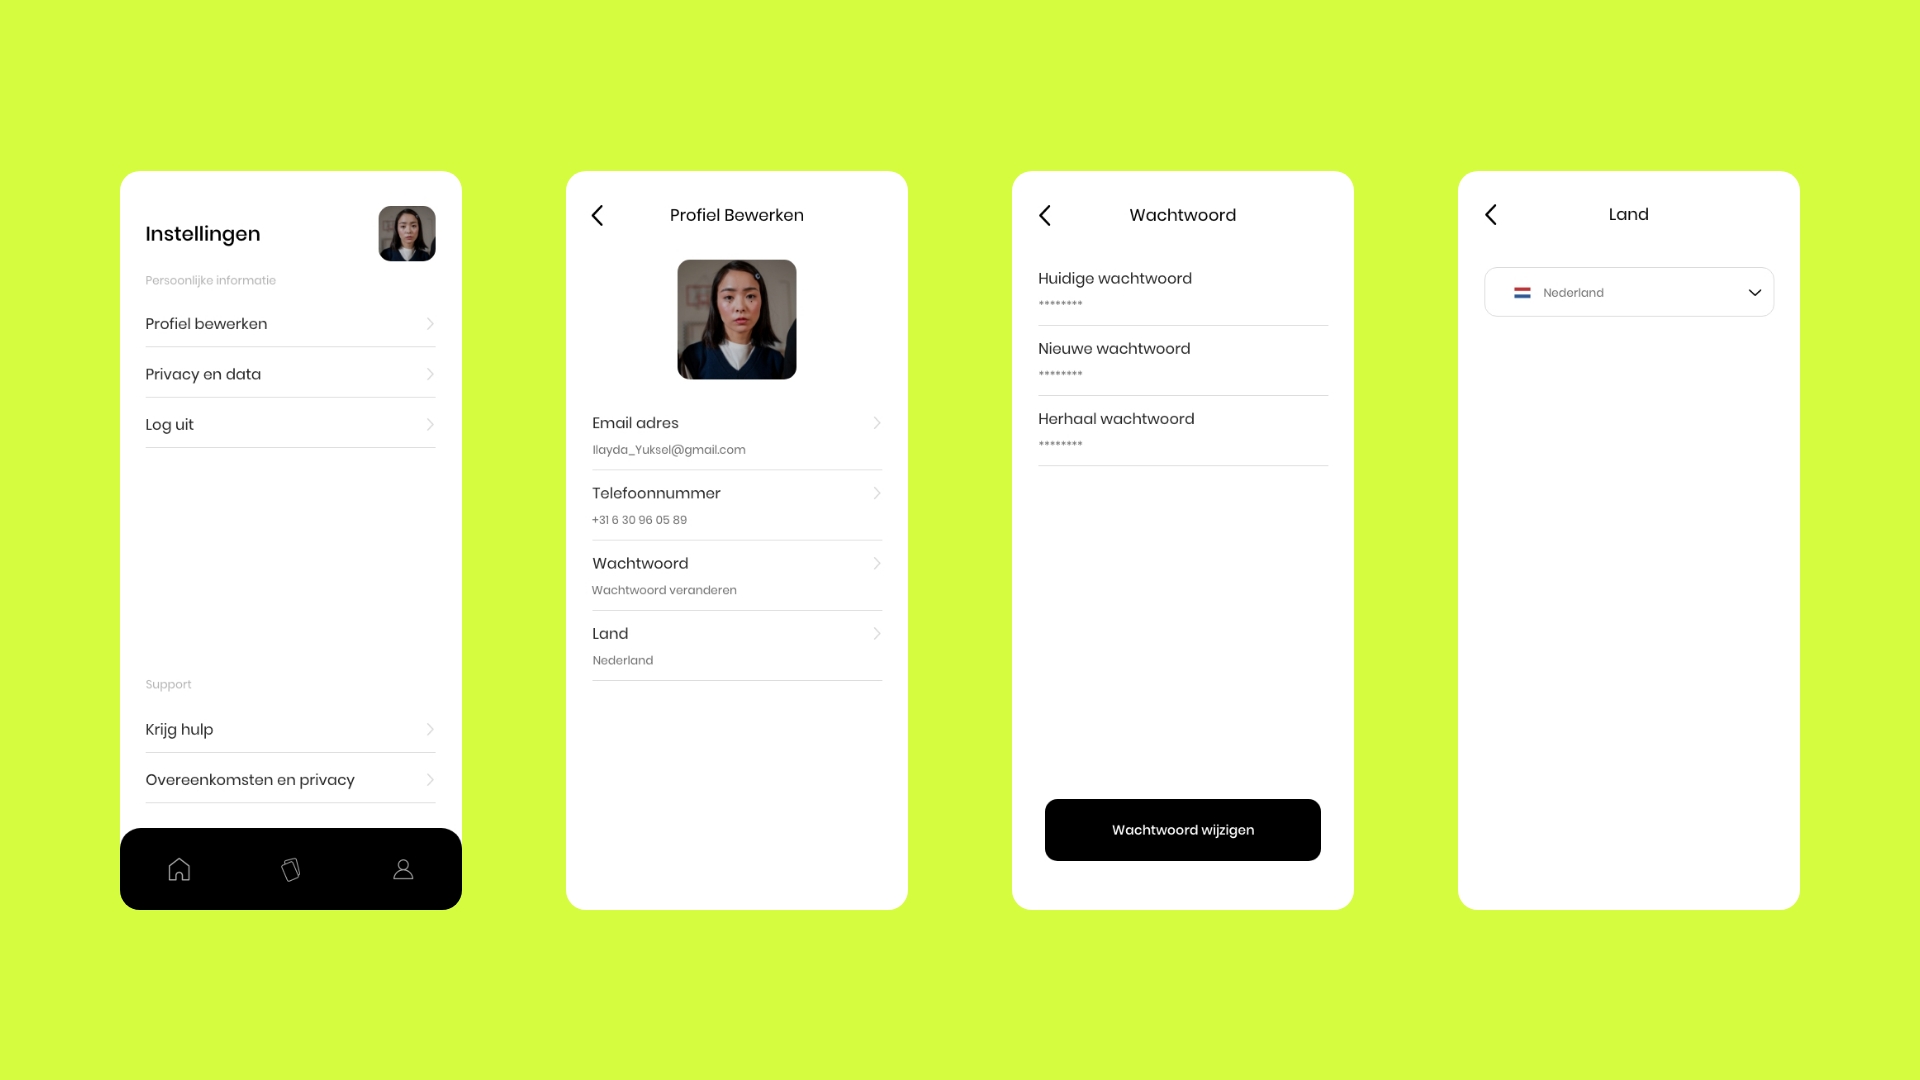 Instellingen
Persoonlijke informatie
Profiel bewerken
Privacy en data
Log uit
Support
Krijg hulp
Overeenkomsten en privacy
Profiel Bewerken
Email adres
Ilayda_Yuksel@gmail.com
Telefoonnummer
+31 6 30 96 05 89
Wachtwoord
Wachtwoord veranderen
Land
Nederland
Wachtwoord
Huidige wachtwoord
********
Nieuwe wachtwoord
********
Herhaal wachtwoord
********
Wachtwoord wijzigen
Land
Nederland